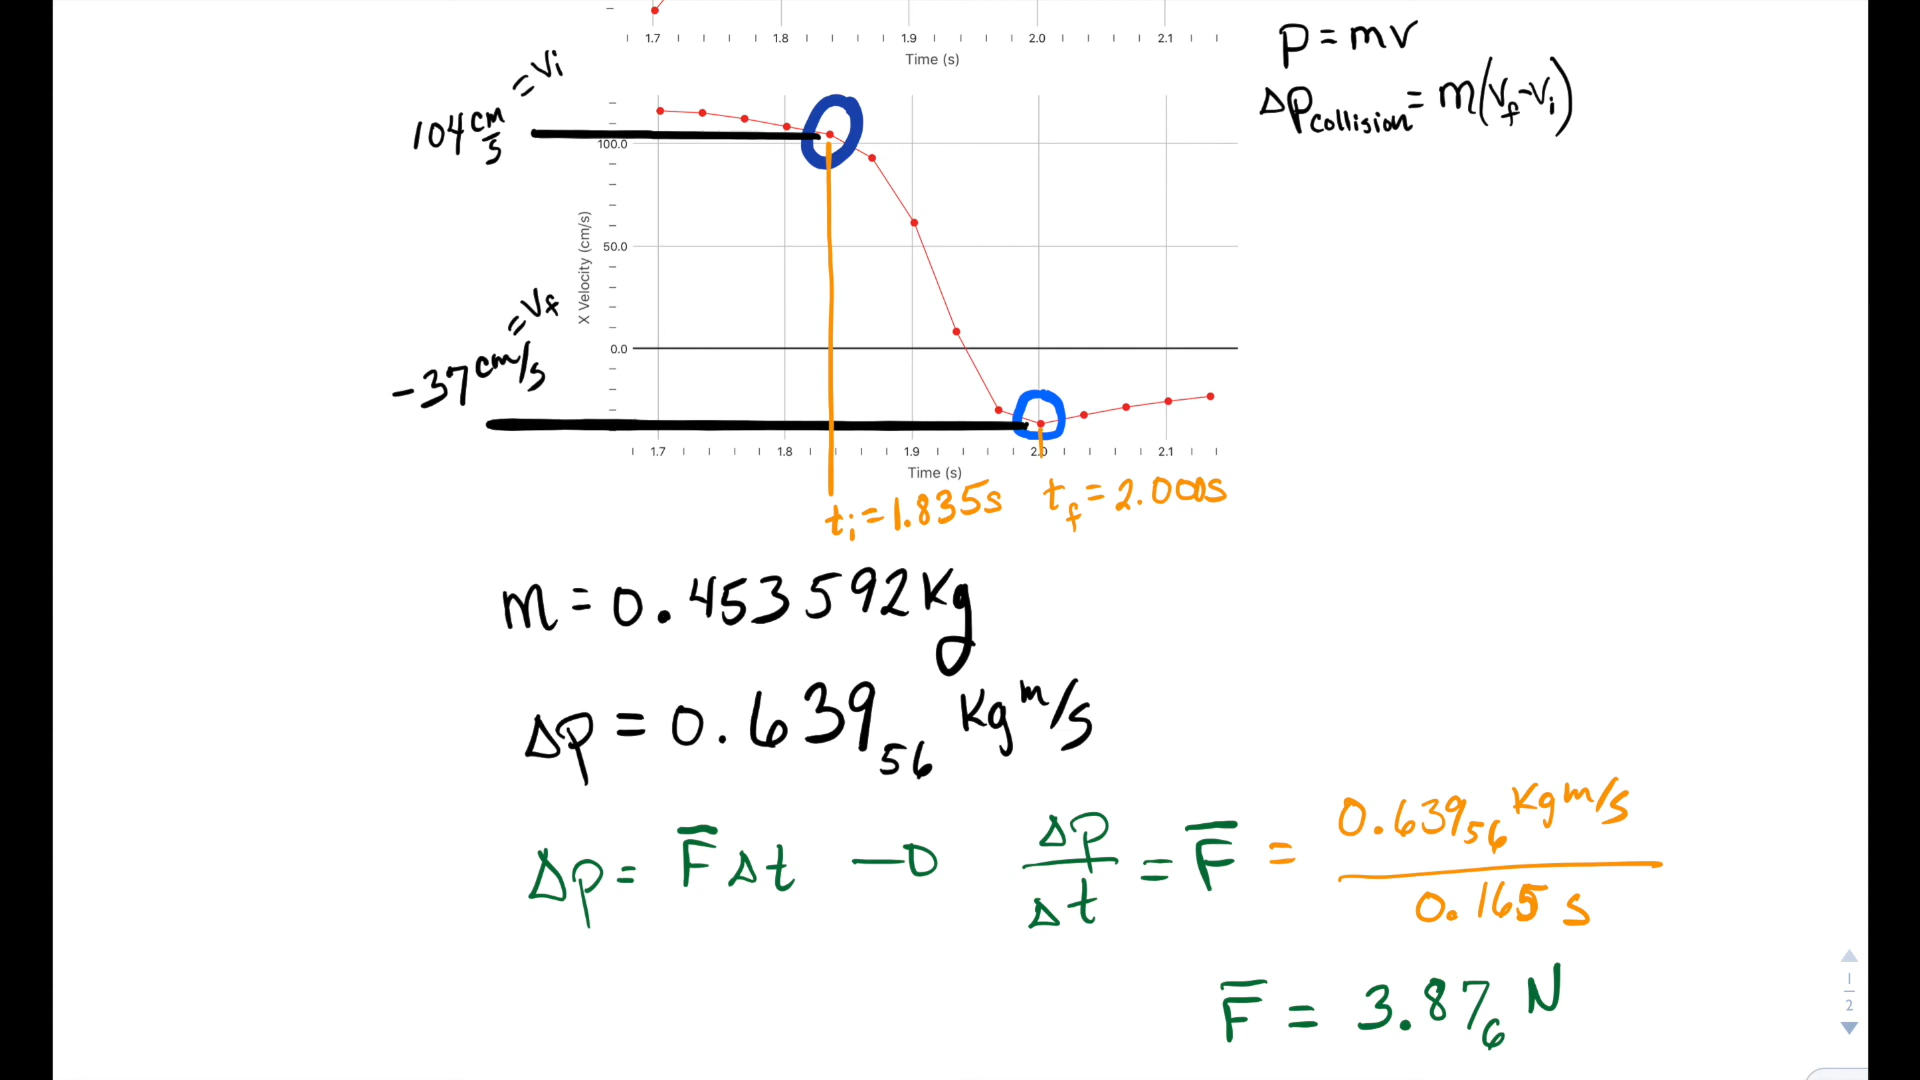 1.7 1.8 1.9 2.0 2.1
Time (s)
p = mv
Δp collision = m(vf - vi)
= vi
104 cm/s
100.0
50.0
0.0
X Velocity (cm/s)
= vf
-37 cm/s
1.7 1.8 1.9 2.0 2.1
Time (s)
ti = 1.835s tf = 2.000s
m = 0.453592 kg
Δp = 0.63956 kg m/s
Δp = F̅ Δt → Δp/Δt = F̅ = 0.63956 kg m/s / 0.165 s
F̅ = 3.876 N
1
2